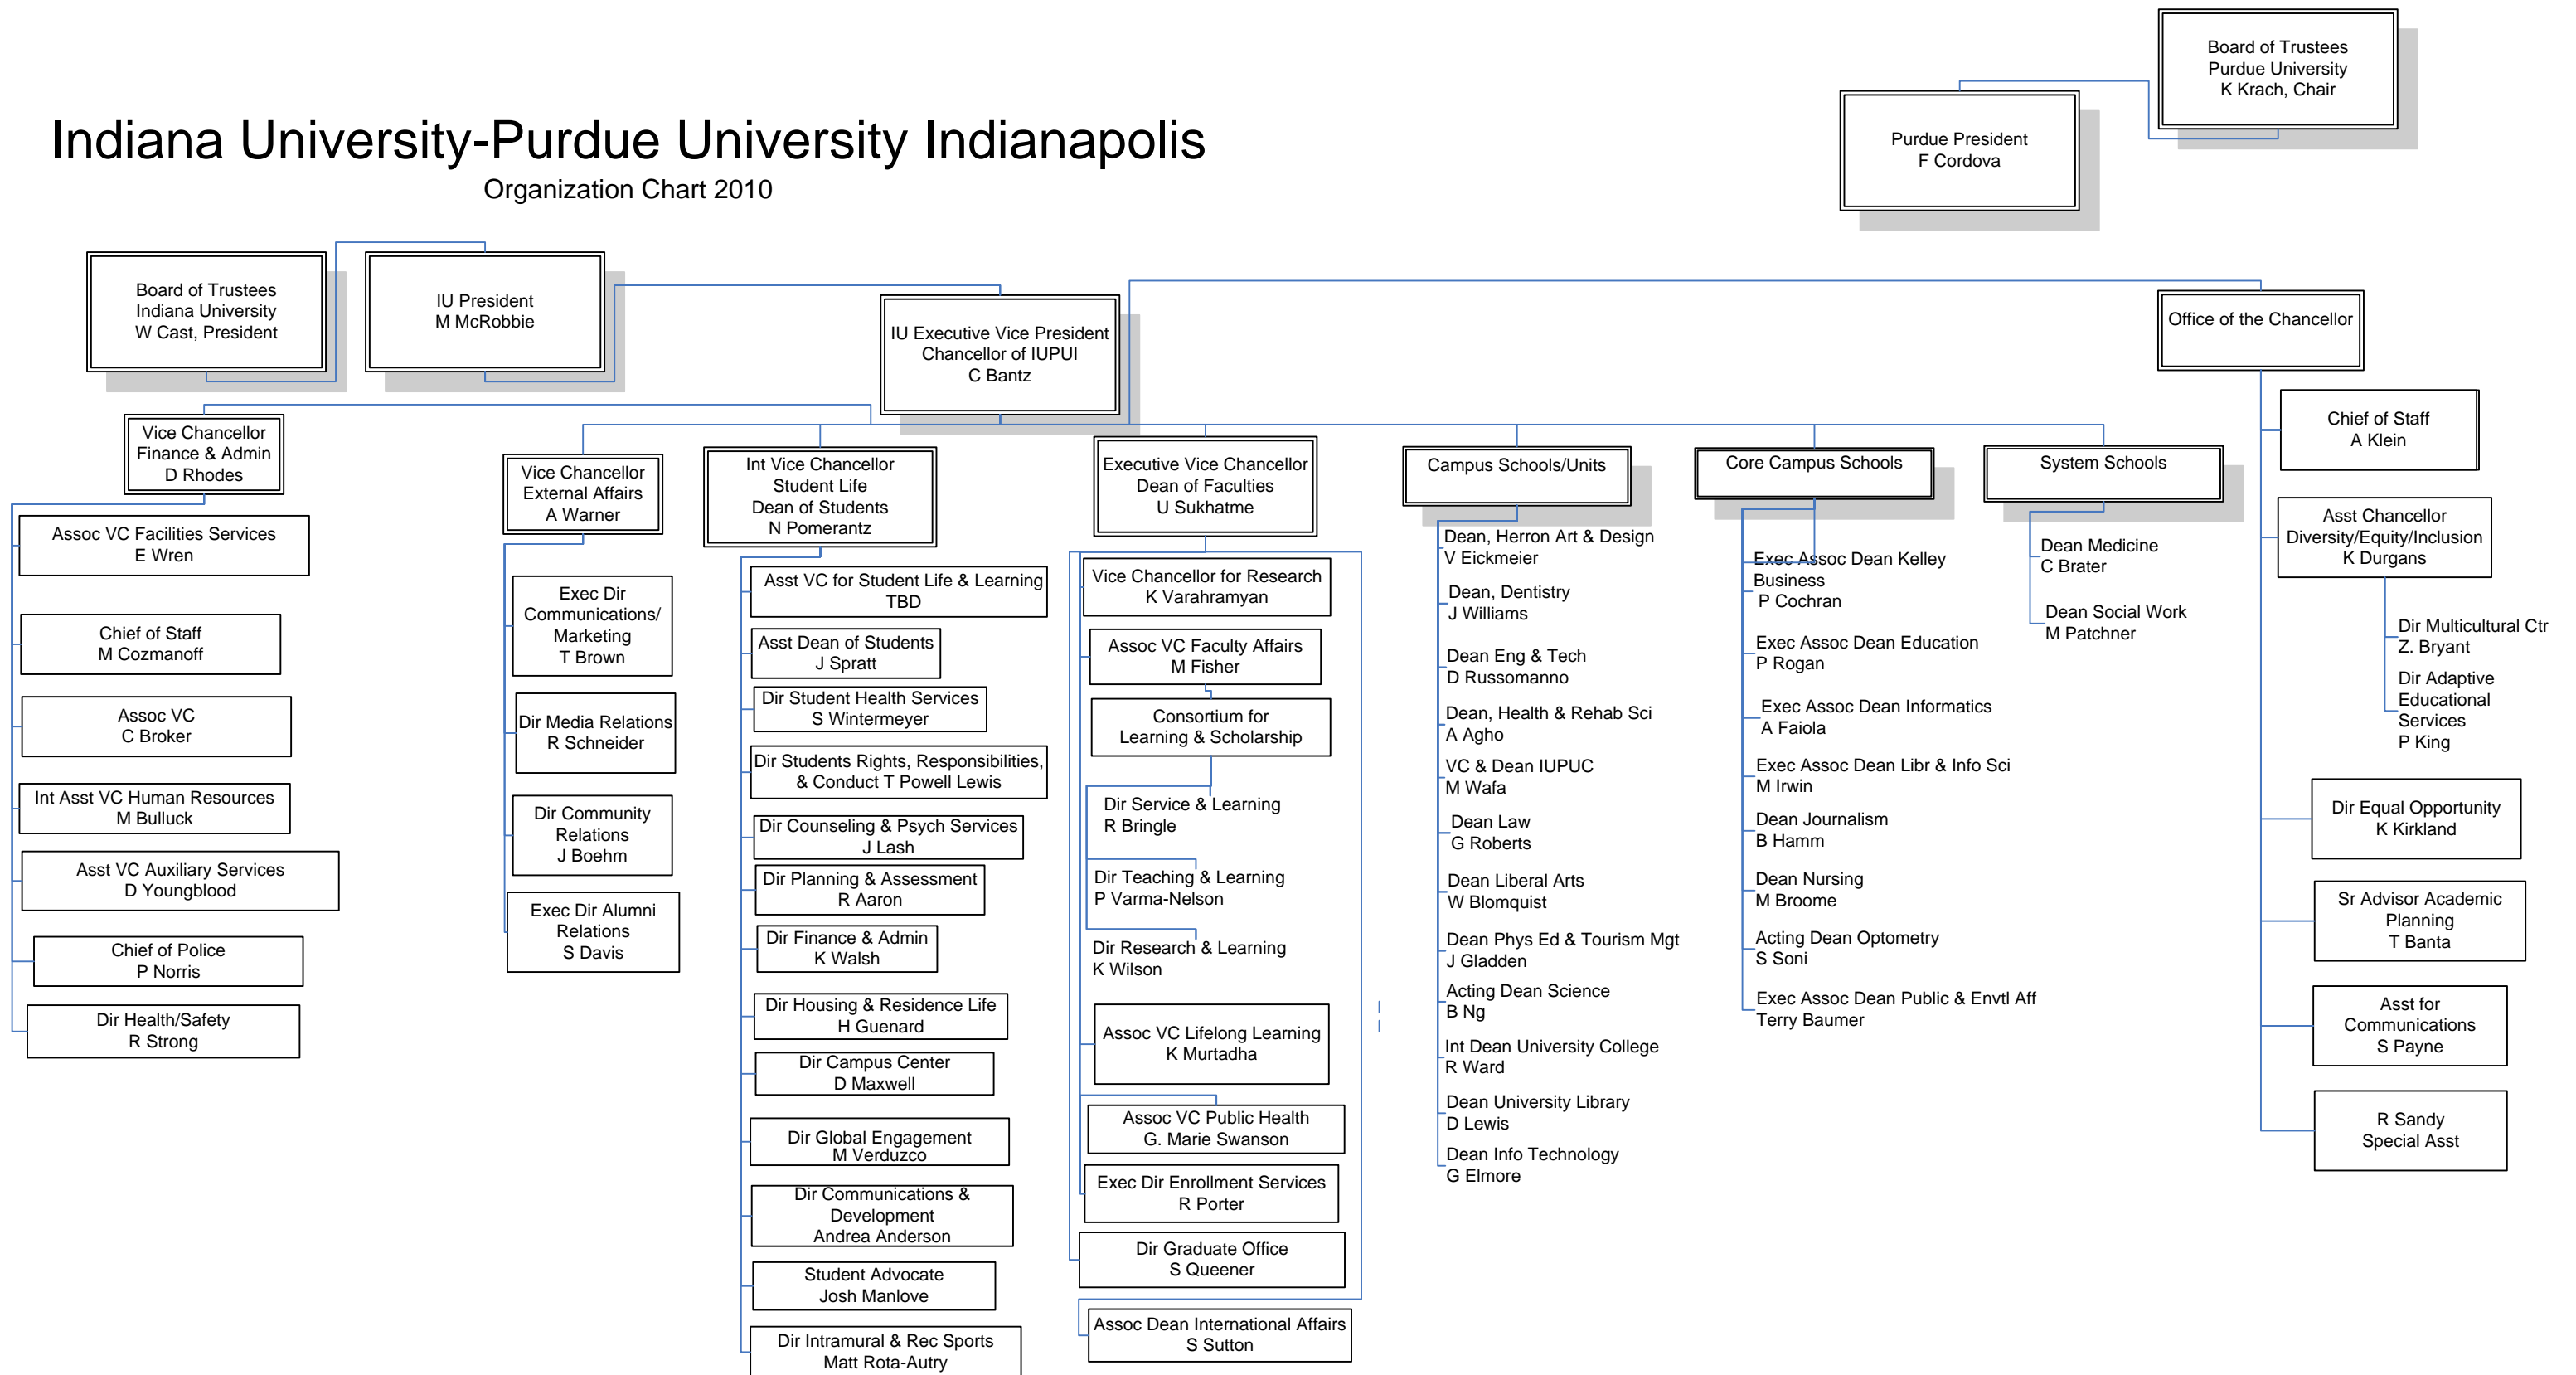 Indiana University-Purdue University Indianapolis
Organization Chart 2010
Board of Trustees
Purdue University
K Krach, Chair
Purdue President
F Cordova
Board of Trustees
Indiana University
W Cast, President
IU President
M McRobbie
IU Executive Vice President
Chancellor of IUPUI
C Bantz
Office of the Chancellor
Vice Chancellor
Finance & Admin
D Rhodes
Assoc VC Facilities Services
E Wren
Chief of Staff
M Cozmanoff
Assoc VC
C Broker
Int Asst VC Human Resources
M Bulluck
Asst VC Auxiliary Services
D Youngblood
Chief of Police
P Norris
Dir Health/Safety
R Strong
Vice Chancellor
External Affairs
A Warner
Exec Dir
Communications/
Marketing
T Brown
Dir Media Relations
R Schneider
Dir Community
Relations
J Boehm
Exec Dir Alumni
Relations
S Davis
Int Vice Chancellor
Student Life
Dean of Students
N Pomerantz
Asst VC for Student Life & Learning
TBD
Asst Dean of Students
J Spratt
Dir Student Health Services
S Wintermeyer
Dir Students Rights, Responsibilities,
& Conduct T Powell Lewis
Dir Counseling & Psych Services
J Lash
Dir Planning & Assessment
R Aaron
Dir Finance & Admin
K Walsh
Dir Housing & Residence Life
H Guenard
Dir Campus Center
D Maxwell
Dir Global Engagement
M Verduzco
Dir Communications &
Development
Andrea Anderson
Student Advocate
Josh Manlove
Dir Intramural & Rec Sports
Matt Rota-Autry
Executive Vice Chancellor
Dean of Faculties
U Sukhatme
Vice Chancellor for Research
K Varahramyan
Assoc VC Faculty Affairs
M Fisher
Consortium for
Learning & Scholarship
Dir Service & Learning
R Bringle
Dir Teaching & Learning
P Varma-Nelson
Dir Research & Learning
K Wilson
Assoc VC Lifelong Learning
K Murtadha
Assoc VC Public Health
G. Marie Swanson
Exec Dir Enrollment Services
R Porter
Dir Graduate Office
S Queener
Assoc Dean International Affairs
S Sutton
Campus Schools/Units
Dean, Herron Art & Design
V Eickmeier
Dean, Dentistry
J Williams
Dean Eng & Tech
D Russomanno
Dean, Health & Rehab Sci
A Agho
VC & Dean IUPUC
M Wafa
Dean Law
G Roberts
Dean Liberal Arts
W Blomquist
Dean Phys Ed & Tourism Mgt
J Gladden
Acting Dean Science
B Ng
Int Dean University College
R Ward
Dean University Library
D Lewis
Dean Info Technology
G Elmore
Core Campus Schools
Exec Assoc Dean Kelley
Business
P Cochran
Exec Assoc Dean Education
P Rogan
Exec Assoc Dean Informatics
A Faiola
Exec Assoc Dean Libr & Info Sci
M Irwin
Dean Journalism
B Hamm
Dean Nursing
M Broome
Acting Dean Optometry
S Soni
Exec Assoc Dean Public & Envtl Aff
Terry Baumer
System Schools
Dean Medicine
C Brater
Dean Social Work
M Patchner
Chief of Staff
A Klein
Asst Chancellor
Diversity/Equity/Inclusion
K Durgans
Dir Multicultural Ctr
Z. Bryant
Dir Adaptive
Educational
Services
P King
Dir Equal Opportunity
K Kirkland
Sr Advisor Academic
Planning
T Banta
Asst for
Communications
S Payne
R Sandy
Special Asst